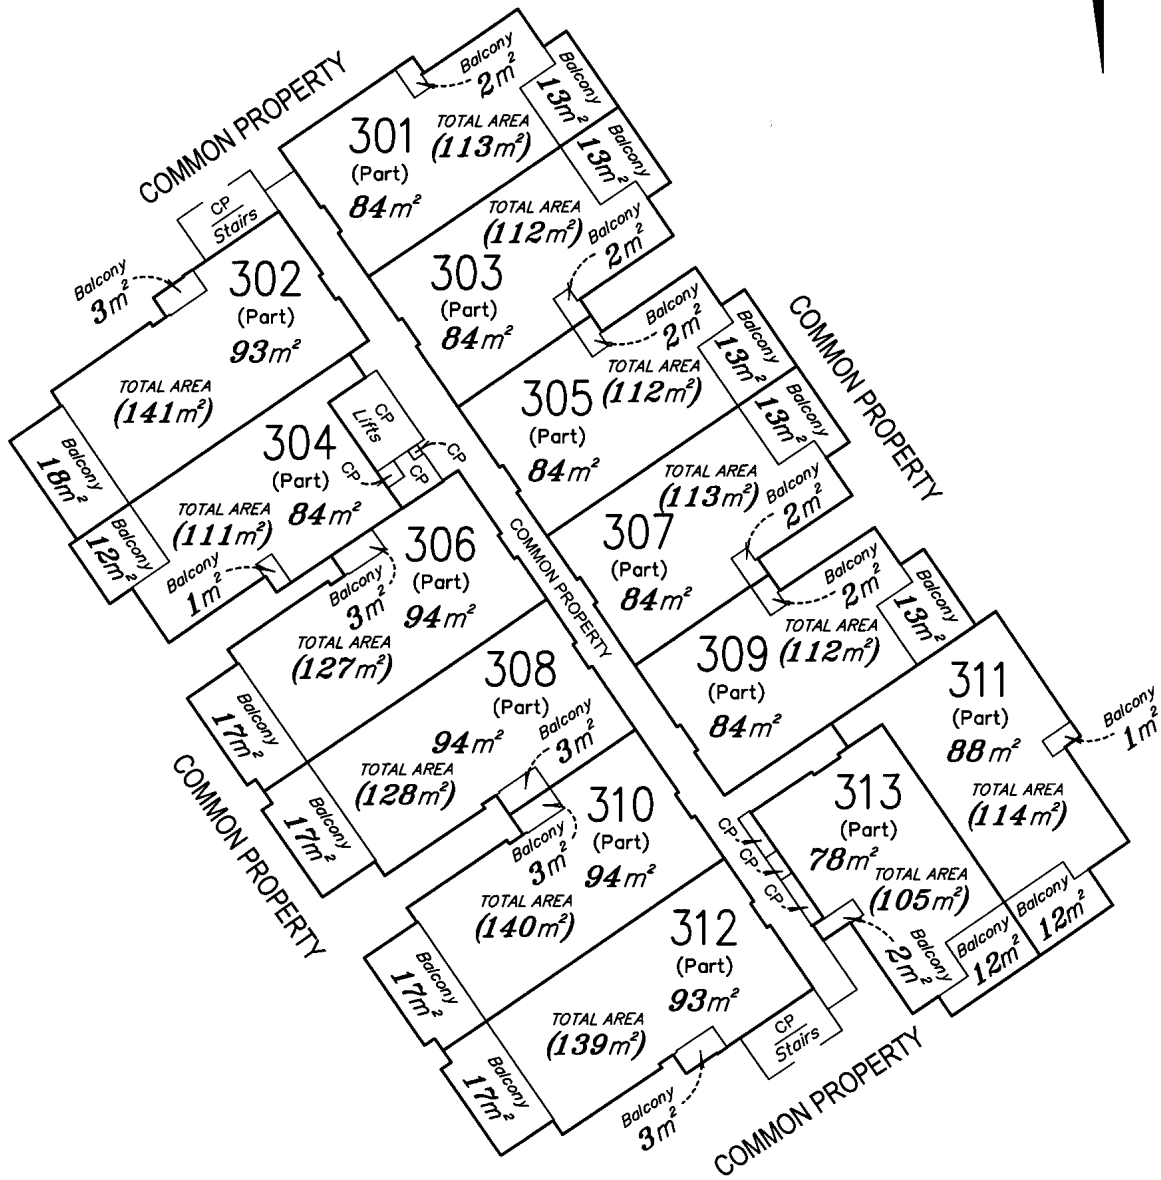 COMMON PROPERTY
Balcony
2m²
Balcony
13m²
301
(Part)
84m²
TOTAL AREA
(113m²)
Balcony
13m²
CP
Stairs
TOTAL AREA
(112m²)
Balcony
2m²
303
(Part)
84m²
Balcony
3m²
302
(Part)
93m²
TOTAL AREA
(141m²)
Balcony
18m²
Balcony
2m²
Balcony
13m²
COMMON PROPERTY
305
(Part)
84m²
TOTAL AREA
(112m²)
Balcony
13m²
CP
Lifts
CP
CP
CP
304
(Part)
84m²
TOTAL AREA
(111m²)
Balcony
12m²
Balcony
1m²
TOTAL AREA
(113m²)
Balcony
2m²
307
(Part)
84m²
COMMON PROPERTY
306
(Part)
94m²
Balcony
3m²
TOTAL AREA
(127m²)
Balcony
17m²
Balcony
2m²
Balcony
13m²
309
(Part)
84m²
TOTAL AREA
(112m²)
308
(Part)
94m²
Balcony
3m²
TOTAL AREA
(128m²)
Balcony
17m²
COMMON PROPERTY
311
(Part)
88m²
TOTAL AREA
(114m²)
Balcony
1m²
Balcony
12m²
310
(Part)
94m²
Balcony
3m²
TOTAL AREA
(140m²)
Balcony
17m²
313
(Part)
78m²
TOTAL AREA
(105m²)
CP
CP
CP
Balcony
2m²
Balcony
12m²
312
(Part)
93m²
TOTAL AREA
(139m²)
Balcony
17m²
Balcony
3m²
CP
Stairs
COMMON PROPERTY